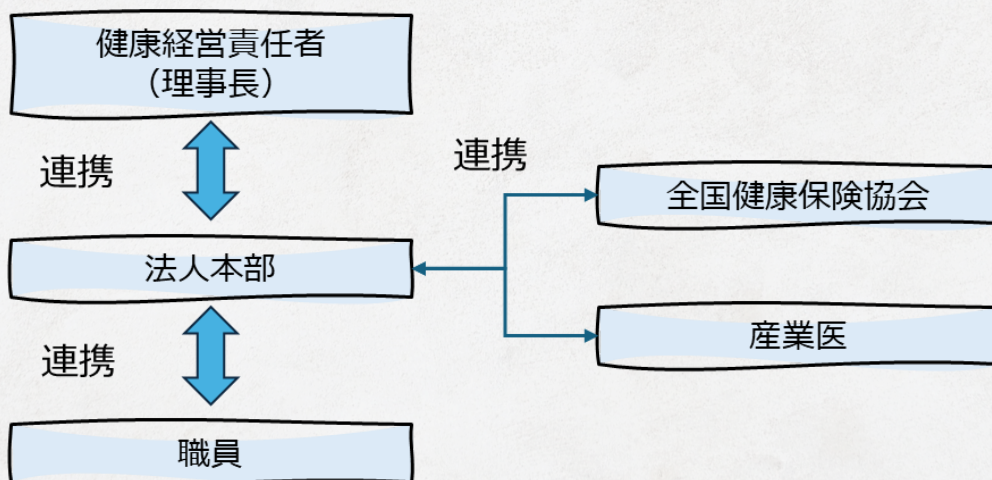 健康経営責任者
（理事長）
連携
連携
全国健康保険協会
法人本部
産業医
連携
職員